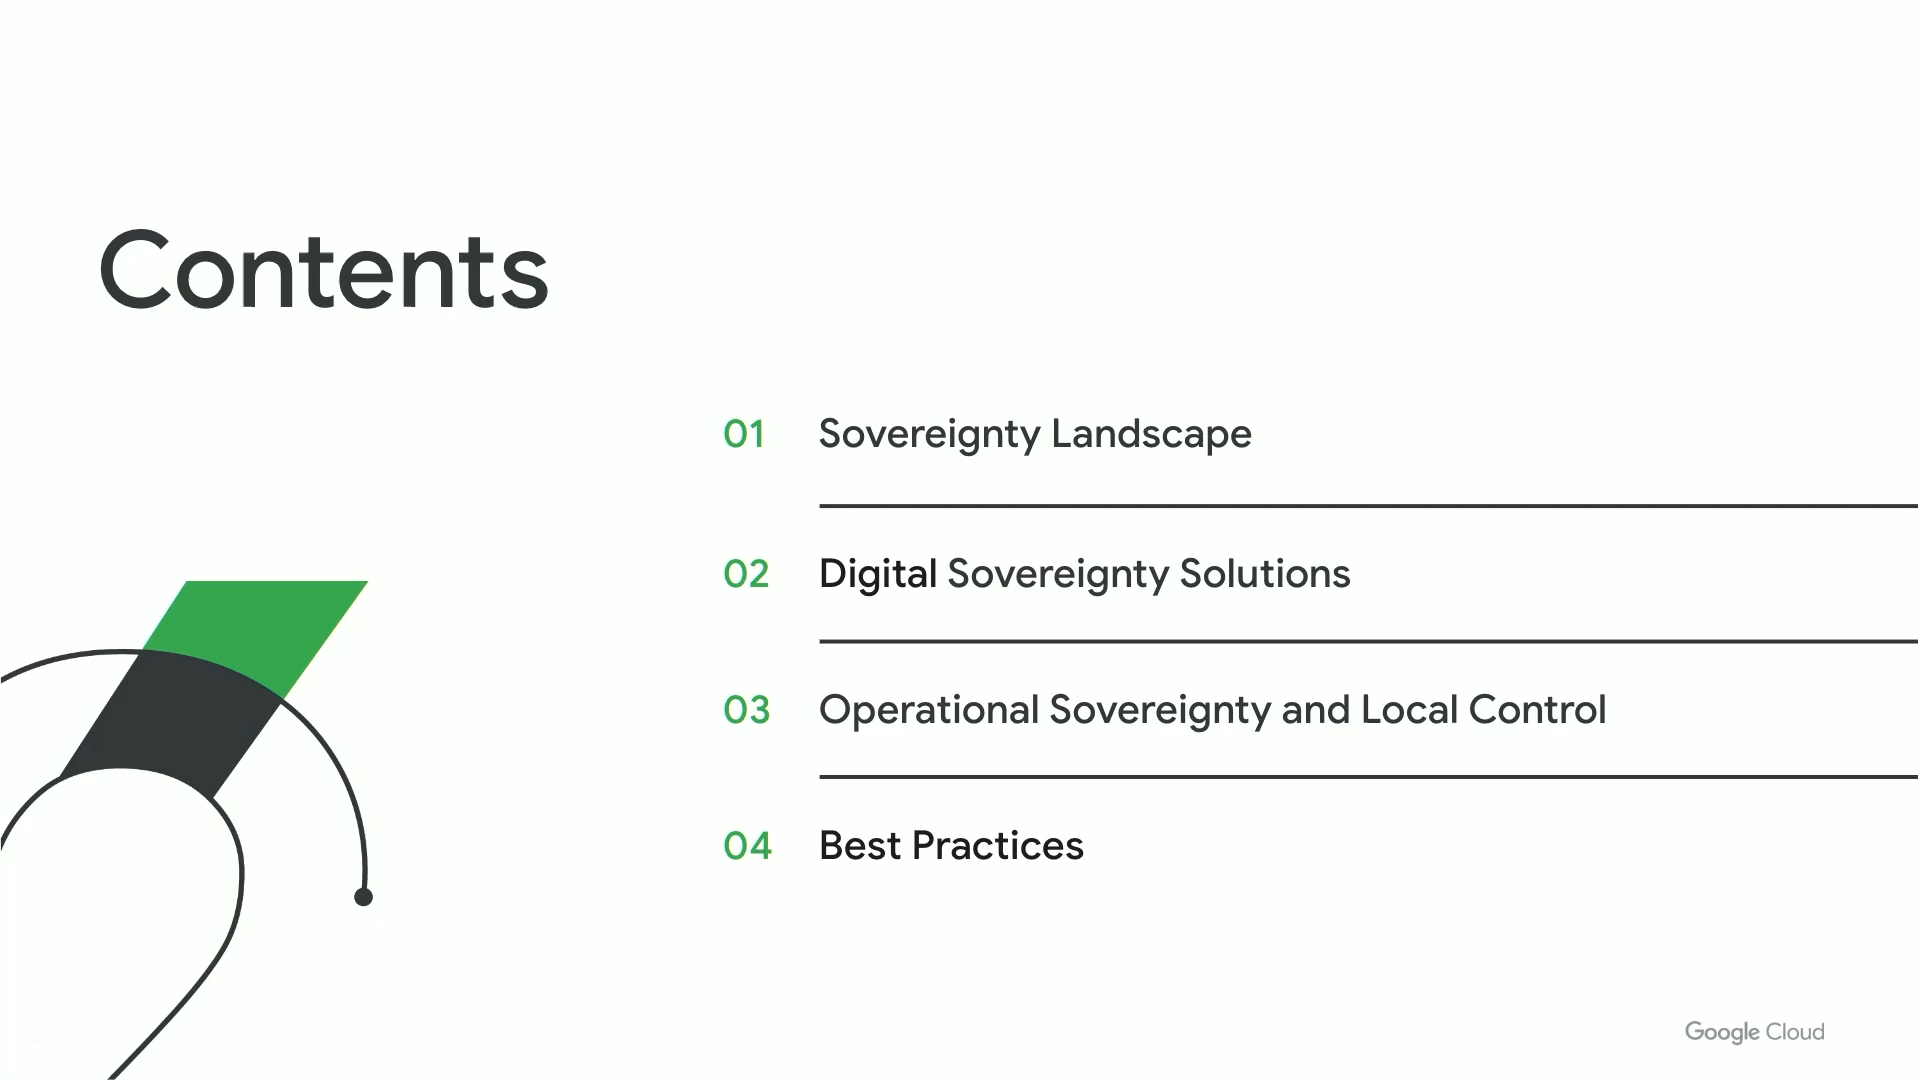 Contents
01 Sovereignty Landscape
02 Digital Sovereignty Solutions
03 Operational Sovereignty and Local Control
04 Best Practices
Google Cloud